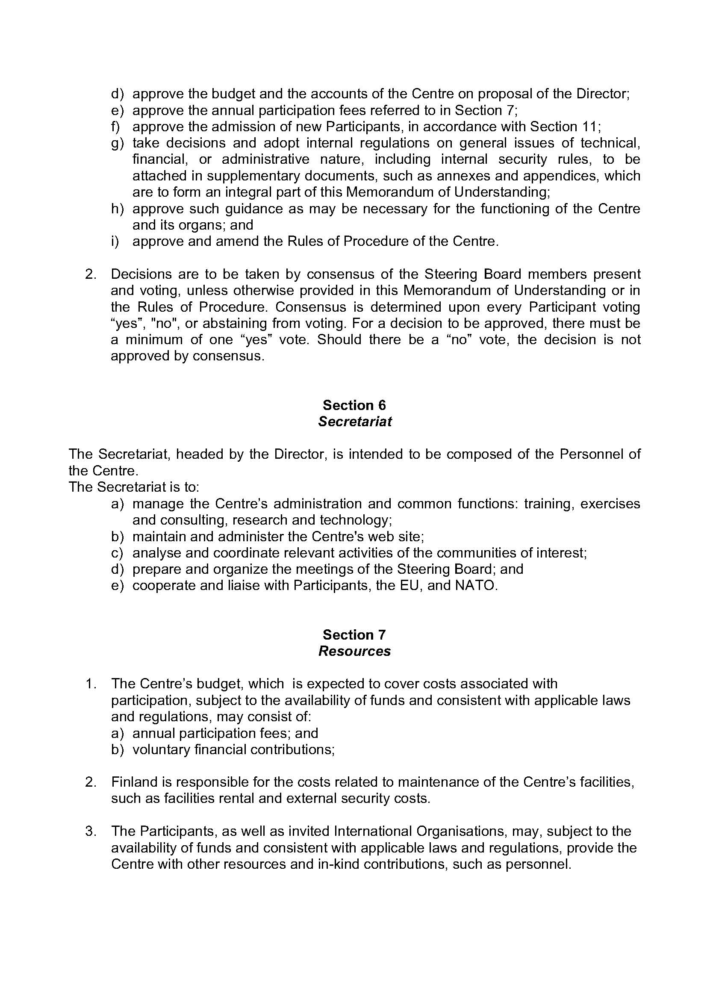 d) approve the budget and the accounts of the Centre on proposal of the Director;
e) approve the annual participation fees referred to in Section 7;
f) approve the admission of new Participants, in accordance with Section 11;
g) take decisions and adopt internal regulations on general issues of technical,
financial, or administrative nature, including internal security rules, to be
attached in supplementary documents, such as annexes and appendices, which
are to form an integral part of this Memorandum of Understanding;
h) approve such guidance as may be necessary for the functioning of the Centre
and its organs; and
i) approve and amend the Rules of Procedure of the Centre.
2. Decisions are to be taken by consensus of the Steering Board members present
and voting, unless otherwise provided in this Memorandum of Understanding or in
the Rules of Procedure. Consensus is determined upon every Participant voting
“yes”, "no", or abstaining from voting. For a decision to be approved, there must be
a minimum of one “yes” vote. Should there be a “no” vote, the decision is not
approved by consensus.
Section 6
Secretariat
The Secretariat, headed by the Director, is intended to be composed of the Personnel of
the Centre.
The Secretariat is to:
a) manage the Centre’s administration and common functions: training, exercises
and consulting, research and technology;
b) maintain and administer the Centre's web site;
c) analyse and coordinate relevant activities of the communities of interest;
d) prepare and organize the meetings of the Steering Board; and
e) cooperate and liaise with Participants, the EU, and NATO.
Section 7
Resources
1. The Centre’s budget, which  is expected to cover costs associated with
participation, subject to the availability of funds and consistent with applicable laws
and regulations, may consist of:
a) annual participation fees; and
b) voluntary financial contributions;
2. Finland is responsible for the costs related to maintenance of the Centre’s facilities,
such as facilities rental and external security costs.
3. The Participants, as well as invited International Organisations, may, subject to the
availability of funds and consistent with applicable laws and regulations, provide the
Centre with other resources and in-kind contributions, such as personnel.